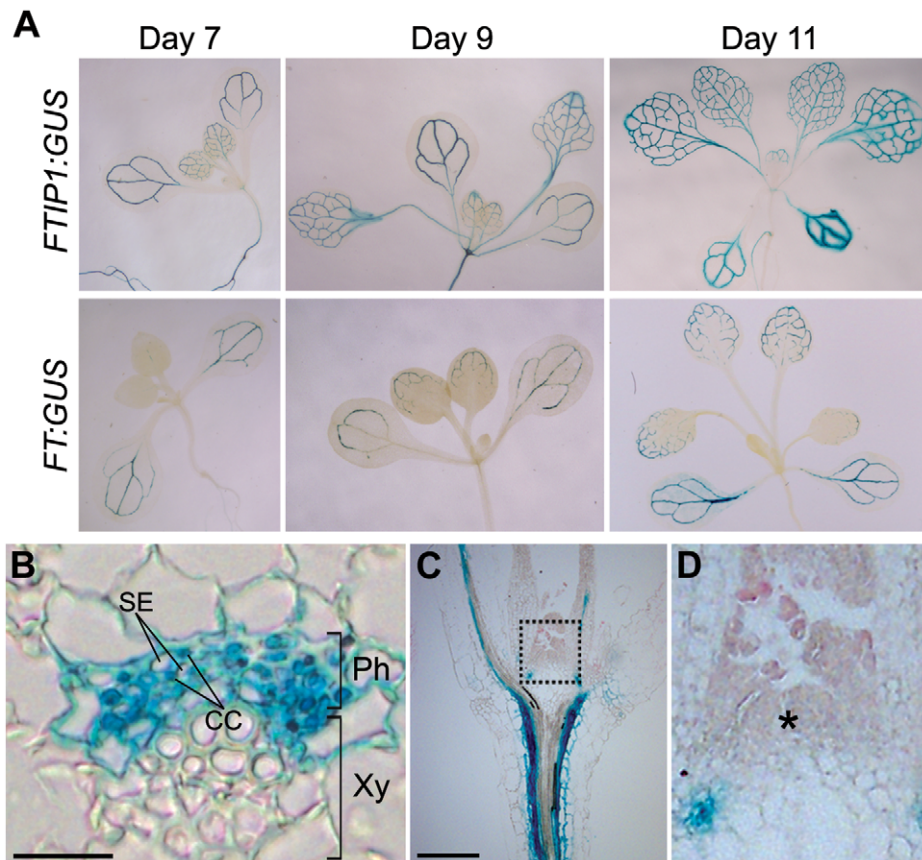 A
Day 7 Day 9 Day 11
FTIP1:GUS
FT:GUS
B
SE
CC
Ph
Xy
C
D
*